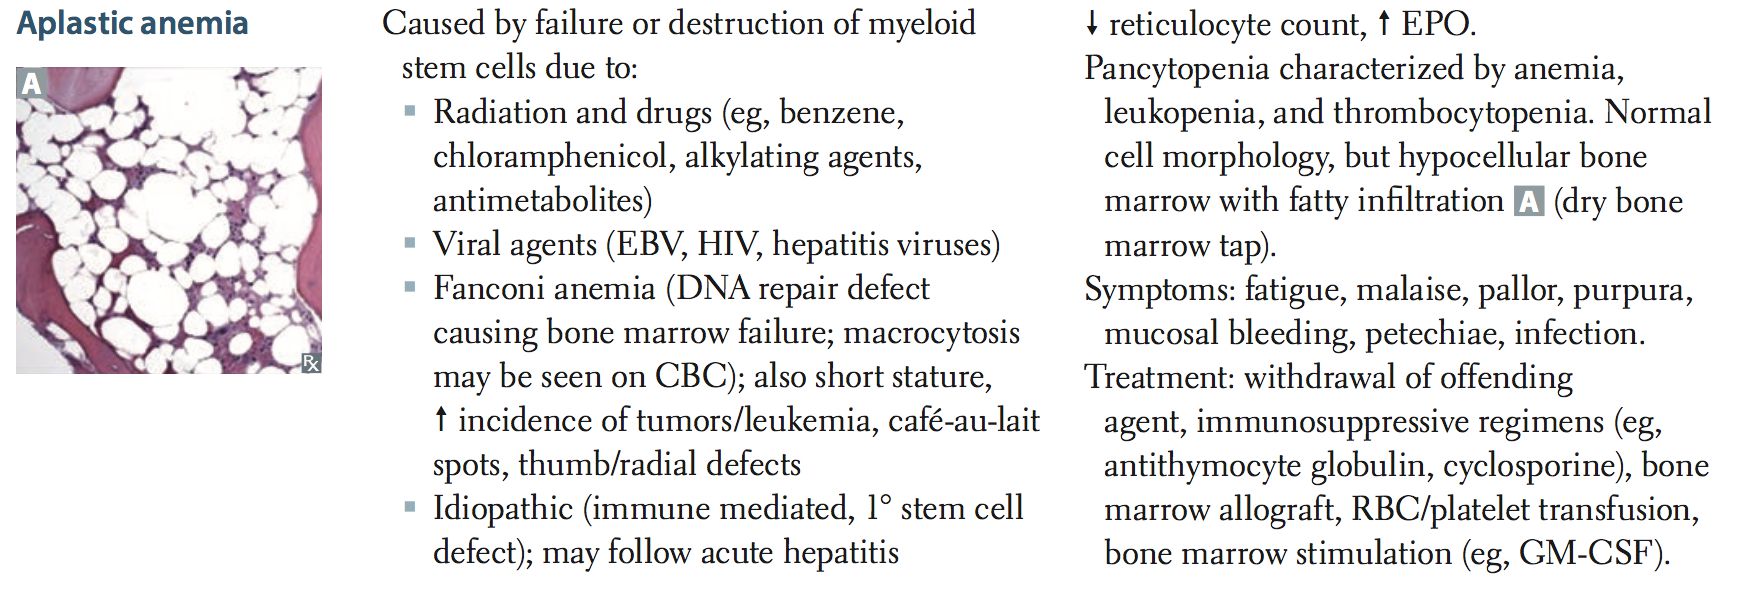 Aplastic anemia
A
℞
Caused by failure or destruction of myeloid
stem cells due to:
▪ Radiation and drugs (eg, benzene,
chloramphenicol, alkylating agents,
antimetabolites)
▪ Viral agents (EBV, HIV, hepatitis viruses)
▪ Fanconi anemia (DNA repair defect
causing bone marrow failure; macrocytosis
may be seen on CBC); also short stature,
↑ incidence of tumors/leukemia, café-au-lait
spots, thumb/radial defects
▪ Idiopathic (immune mediated, 1° stem cell
defect); may follow acute hepatitis
↓ reticulocyte count, ↑ EPO.
Pancytopenia characterized by anemia,
leukopenia, and thrombocytopenia. Normal
cell morphology, but hypocellular bone
marrow with fatty infiltration A (dry bone
marrow tap).
Symptoms: fatigue, malaise, pallor, purpura,
mucosal bleeding, petechiae, infection.
Treatment: withdrawal of offending
agent, immunosuppressive regimens (eg,
antithymocyte globulin, cyclosporine), bone
marrow allograft, RBC/platelet transfusion,
bone marrow stimulation (eg, GM-CSF).